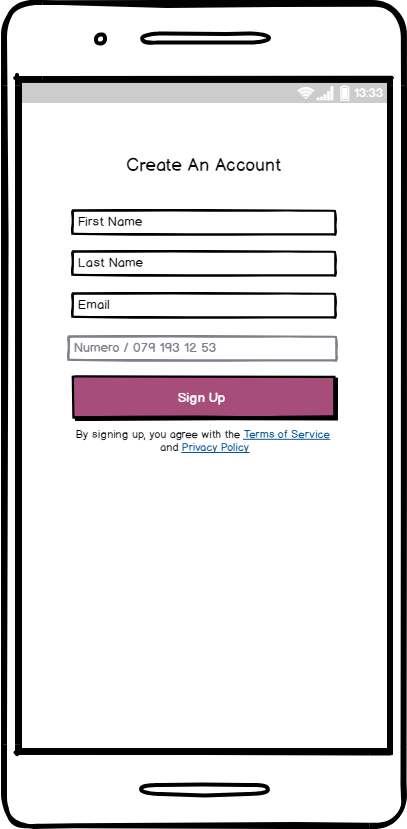 13:33
Create An Account
First Name
Last Name
Email
Numero / 079 193 12 53
Sign Up
By signing up, you agree with the Terms of Service
and Privacy Policy